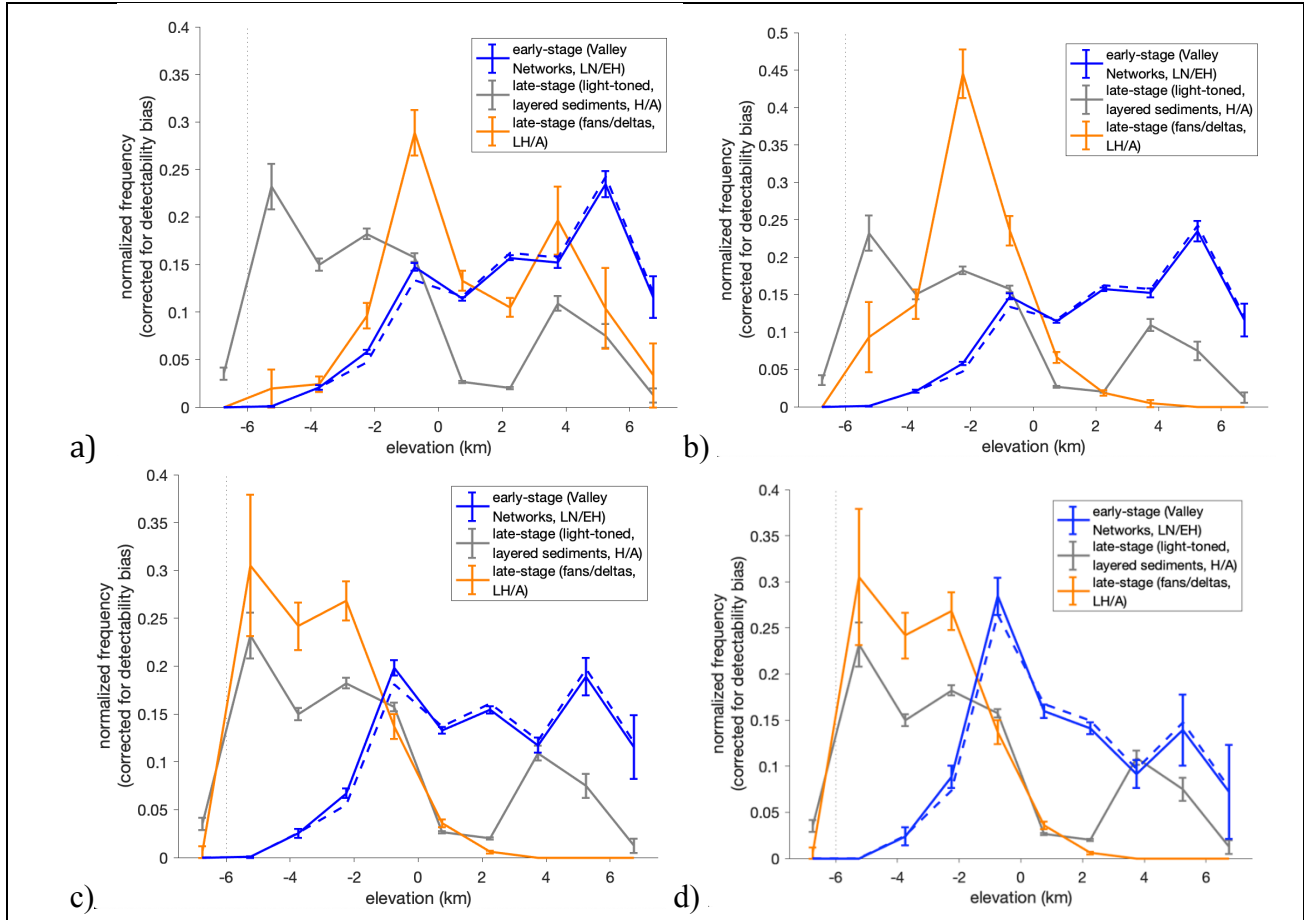 0.4
0.35
0.3
0.25
0.2
0.15
0.1
0.05
0
normalized frequency
(corrected for detectability bias)
-6 -4 -2 0 2 4 6
elevation (km)
early-stage (Valley
Networks, LN/EH)
late-stage (light-toned,
layered sediments, H/A)
late-stage (fans/deltas,
LH/A)
a)
0.5
0.45
0.4
0.35
0.3
0.25
0.2
0.15
0.1
0.05
0
normalized frequency
(corrected for detectability bias)
-6 -4 -2 0 2 4 6
elevation (km)
early-stage (Valley
Networks, LN/EH)
late-stage (light-toned,
layered sediments, H/A)
late-stage (fans/deltas,
LH/A)
b)
0.4
0.35
0.3
0.25
0.2
0.15
0.1
0.05
0
normalized frequency
(corrected for detectability bias)
-6 -4 -2 0 2 4 6
elevation (km)
early-stage (Valley
Networks, LN/EH)
late-stage (light-toned,
layered sediments, H/A)
late-stage (fans/deltas,
LH/A)
c)
0.4
0.35
0.3
0.25
0.2
0.15
0.1
0.05
0
normalized frequency
(corrected for detectability bias)
-6 -4 -2 0 2 4 6
elevation (km)
early-stage (Valley
Networks, LN/EH)
late-stage (light-toned,
layered sediments, H/A)
late-stage (fans/deltas,
LH/A)
d)